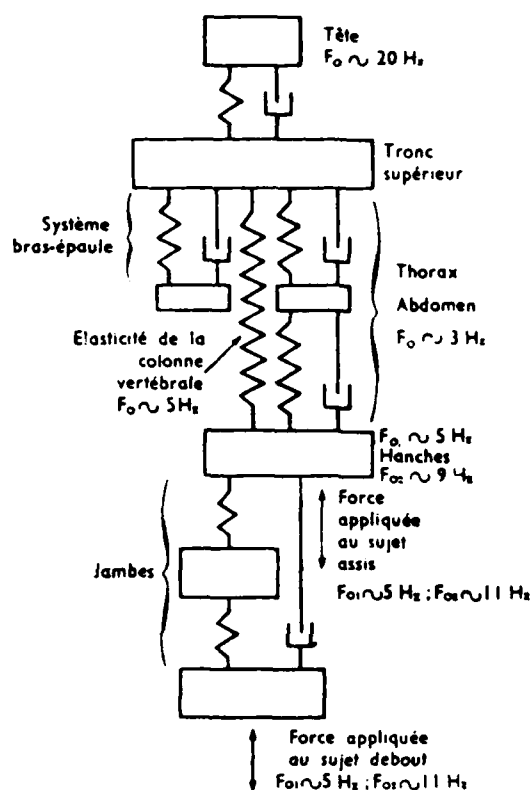 Tête
F₀ ~ 20 Hz
Tronc
supérieur
Système
bras-épaule
Thorax
Abdomen
F₀ ~ 3 Hz
Elasticité de la
colonne
vertébrale
F₀ ~ 5 Hz
F₀, ~ 5 Hz
Hanches
F₀₂ ~ 9 Hz
Force
appliquée
au sujet
assis
F₀₁ ~ 5 Hz ; F₀₂ ~ 11 Hz
Jambes
Force appliquée
au sujet debout
F₀₁ ~ 5 Hz ; F₀₂ ~ 11 Hz